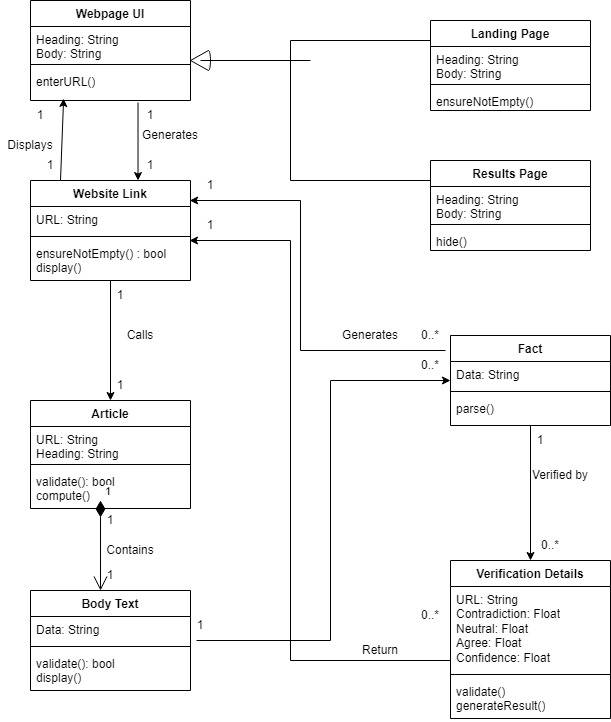 Webpage UI
Heading: String
Body: String
enterURL()
Landing Page
Heading: String
Body: String
ensureNotEmpty()
1
1
Displays
Generates
1
1
Results Page
Heading: String
Body: String
hide()
Website Link
URL: String
ensureNotEmpty() : bool
display()
1
1
1
Calls
1
Generates
0..*
0..*
Fact
Data: String
parse()
Article
URL: String
Heading: String
validate(): bool
compute()
1
1
Contains
1
1
Verified by
0..*
Body Text
Data: String
validate(): bool
display()
1
0..*
Return
Verification Details
URL: String
Contradiction: Float
Neutral: Float
Agree: Float
Confidence: Float
validate()
generateResult()